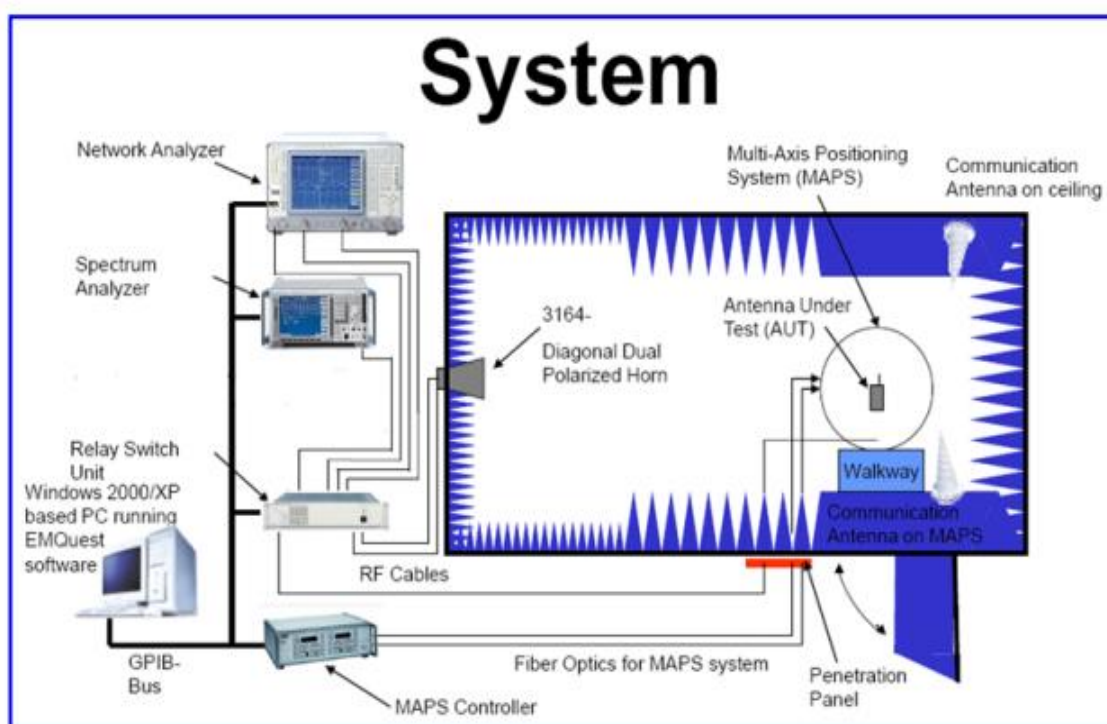 System
Network Analyzer
Multi-Axis Positioning
System (MAPS)
Communication
Antenna on ceiling
Spectrum
Analyzer
3164-
Diagonal Dual
Polarized Horn
Antenna Under
Test (AUT)
Relay Switch
Unit
Walkway
Windows 2000/XP
based PC running
EMQuest
software
Communication
Antenna on MAPS
RF Cables
GPIB-
Bus
Fiber Optics for MAPS system
Penetration
Panel
MAPS Controller